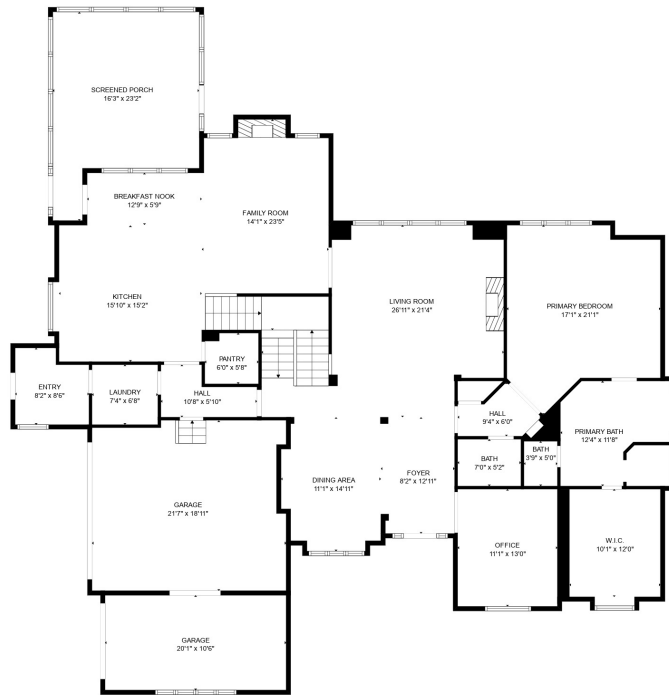 SCREENED PORCH
16'3" x 23'2"
BREAKFAST NOOK
12'9" x 5'9"
FAMILY ROOM
14'1" x 23'5"
KITCHEN
15'10" x 15'2"
LIVING ROOM
26'11" x 21'4"
PRIMARY BEDROOM
17'1" x 21'1"
PANTRY
6'0" x 5'8"
ENTRY
8'2" x 8'6"
LAUNDRY
7'4" x 6'8"
HALL
10'8" x 5'10"
HALL
9'4" x 6'0"
PRIMARY BATH
12'4" x 11'8"
BATH
7'0" x 5'2"
BATH
3'9" x 5'0"
DINING AREA
11'1" x 14'11"
FOYER
8'2" x 12'11"
GARAGE
21'7" x 18'11"
OFFICE
11'1" x 13'0"
W.I.C.
10'1" x 12'0"
GARAGE
20'1" x 10'6"